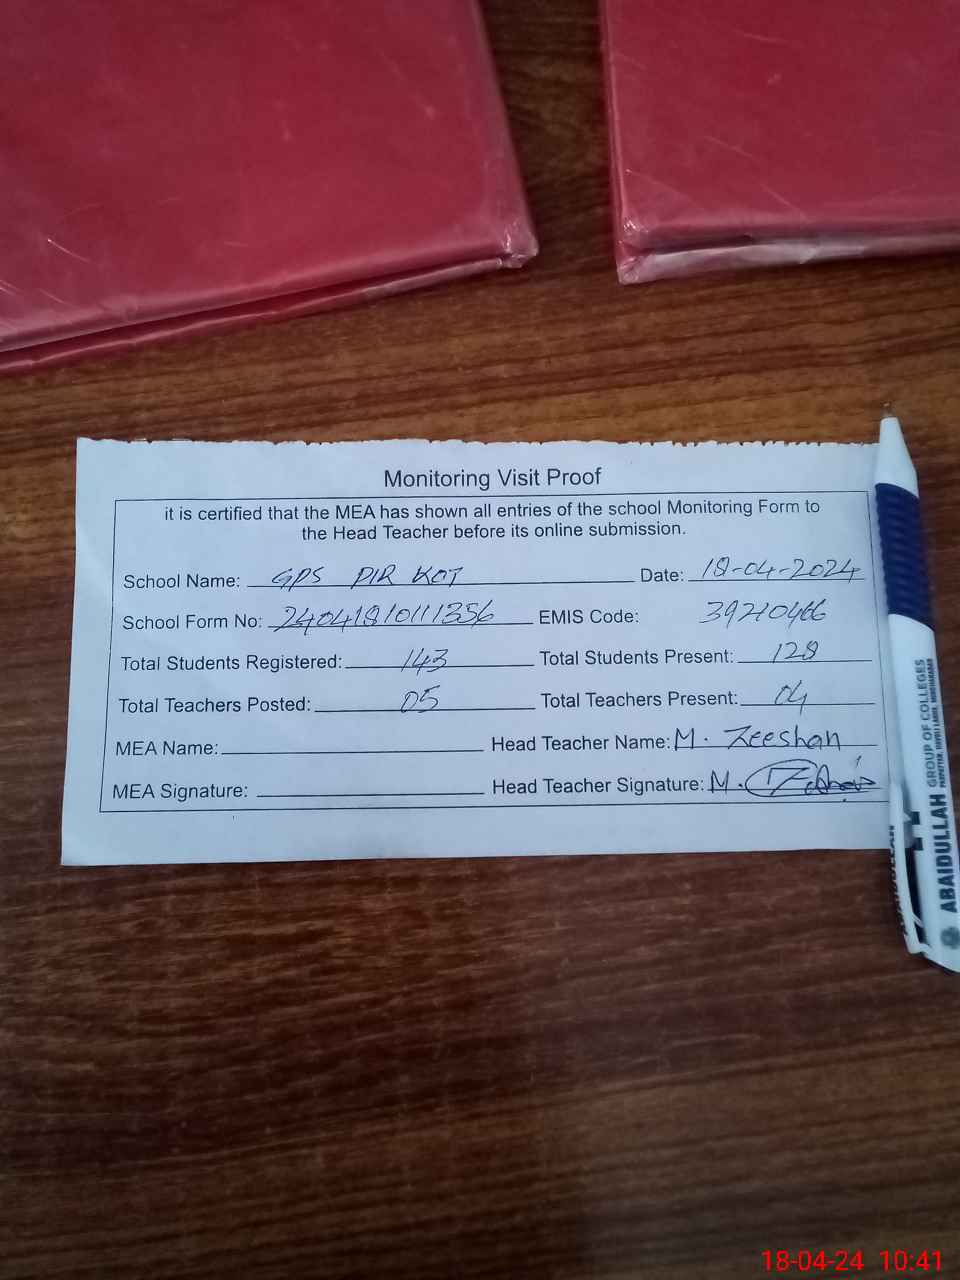 Monitoring Visit Proof
it is certified that the MEA has shown all entries of the school Monitoring Form to
the Head Teacher before its online submission.
School Name: GPS PIR KOT Date: 18-04-2024
School Form No: 24041810111356 EMIS Code: 39210466
Total Students Registered: 143 Total Students Present: 128
Total Teachers Posted: 05 Total Teachers Present: 04
MEA Name: Head Teacher Name: M. Zeeshan
MEA Signature: Head Teacher Signature: M.
ABAIDULLAH GROUP OF COLLEGES
18-04-24 10:41